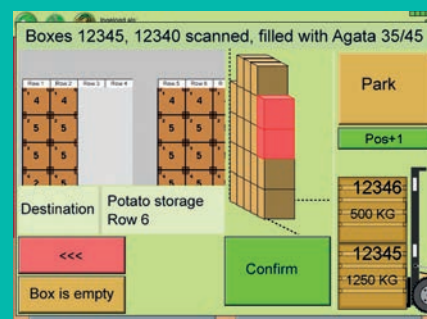 Boxes 12345, 12340 scanned, filled with Agata 35/45
Row 1 Row 2 Row 3 Row 4 Row 5 Row 6
4 4 4 4
5 5 5 5
5 5 5 5
Park
Pos+1
Destination
Potato storage
Row 6
12346
500 KG
12345
1250 KG
<<<
Confirm
Box is empty